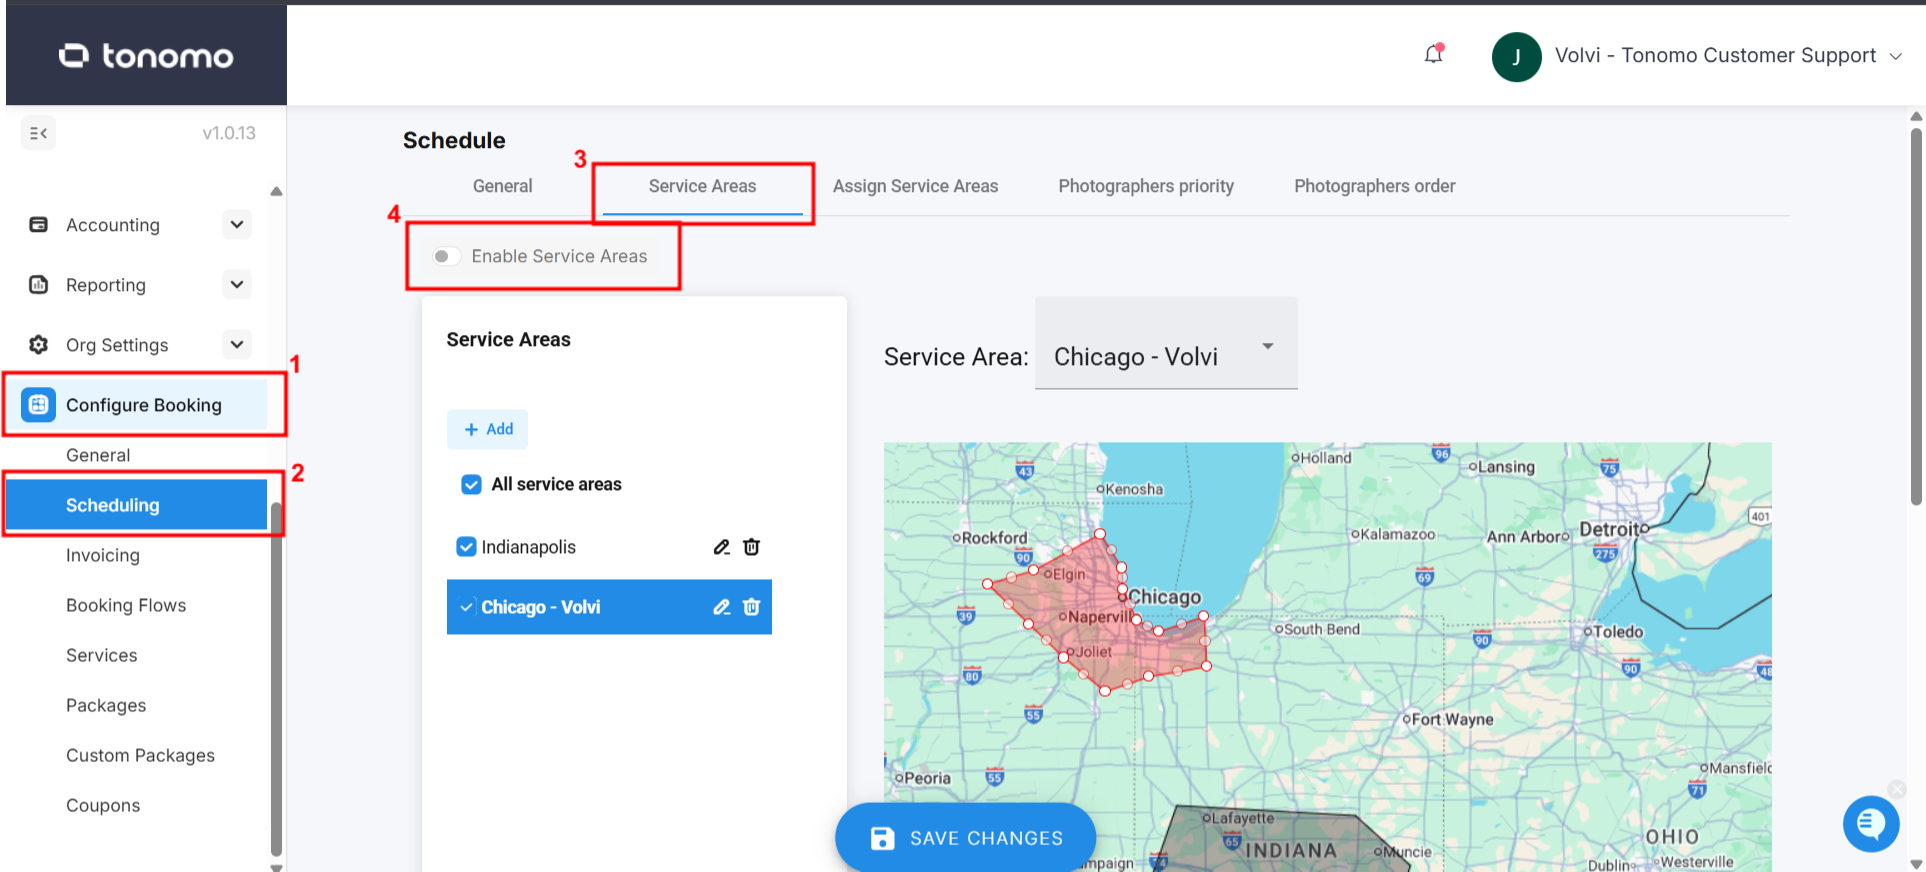 tonomo
Volvi - Tonomo Customer Support
J
v1.0.13
Accounting
Reporting
Org Settings
1
Configure Booking
General
2
Scheduling
Invoicing
Booking Flows
Services
Packages
Custom Packages
Coupons
Schedule
3
General
Service Areas
Assign Service Areas
Photographers priority
Photographers order
4
Enable Service Areas
Service Areas
+ Add
All service areas
Indianapolis
Chicago - Volvi
Service Area:
Chicago - Volvi
Holland
96
Lansing
75
43
Kenosha
401
Rockford
90
Kalamazoo
Ann Arbor
Detroit
275
Elgin
69
Chicago
39
Napervill
South Bend
90
Toledo
Joliet
80
90
48
55
Fort Wayne
Peoria
55
Mansfield
71
Lafayette
65
INDIANA
Muncie
OHIO
mpaign
74
Dublin
Westerville
SAVE CHANGES